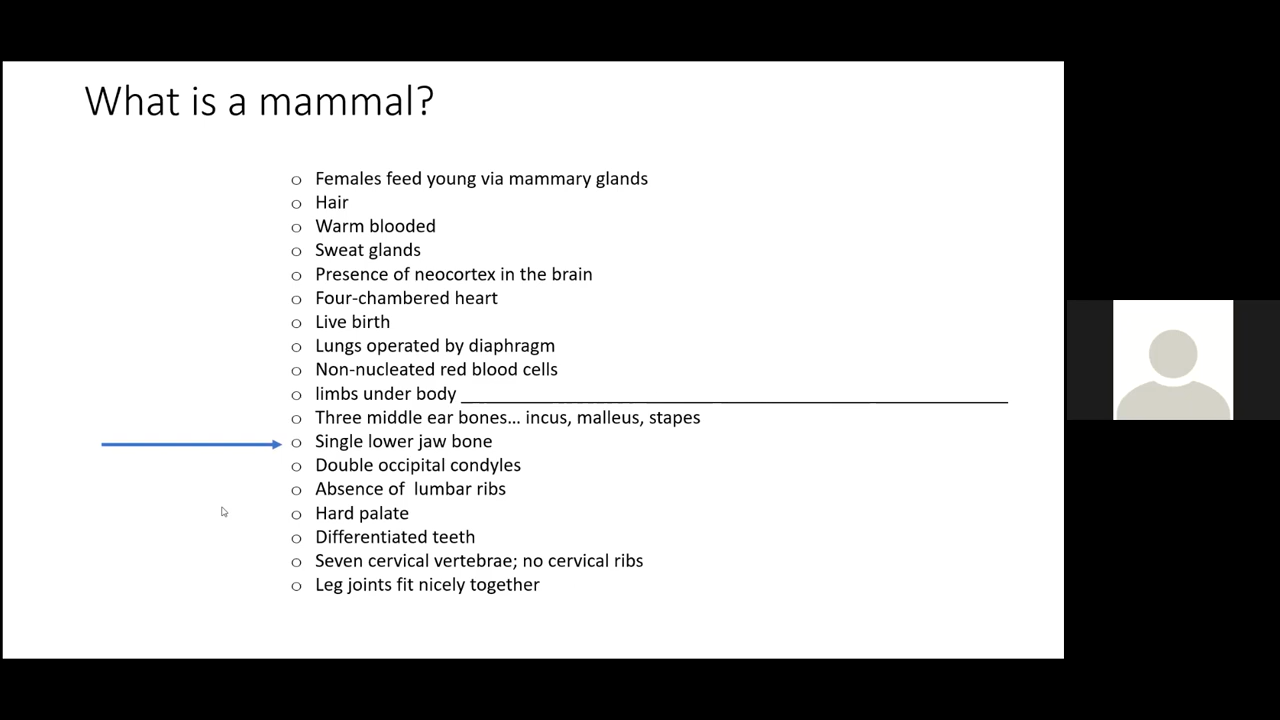 What is a mammal?
o Females feed young via mammary glands
o Hair
o Warm blooded
o Sweat glands
o Presence of neocortex in the brain
o Four-chambered heart
o Live birth
o Lungs operated by diaphragm
o Non-nucleated red blood cells
o limbs under body ______________________________
o Three middle ear bones... incus, malleus, stapes
o Single lower jaw bone
o Double occipital condyles
o Absence of  lumbar ribs
o Hard palate
o Differentiated teeth
o Seven cervical vertebrae; no cervical ribs
o Leg joints fit nicely together